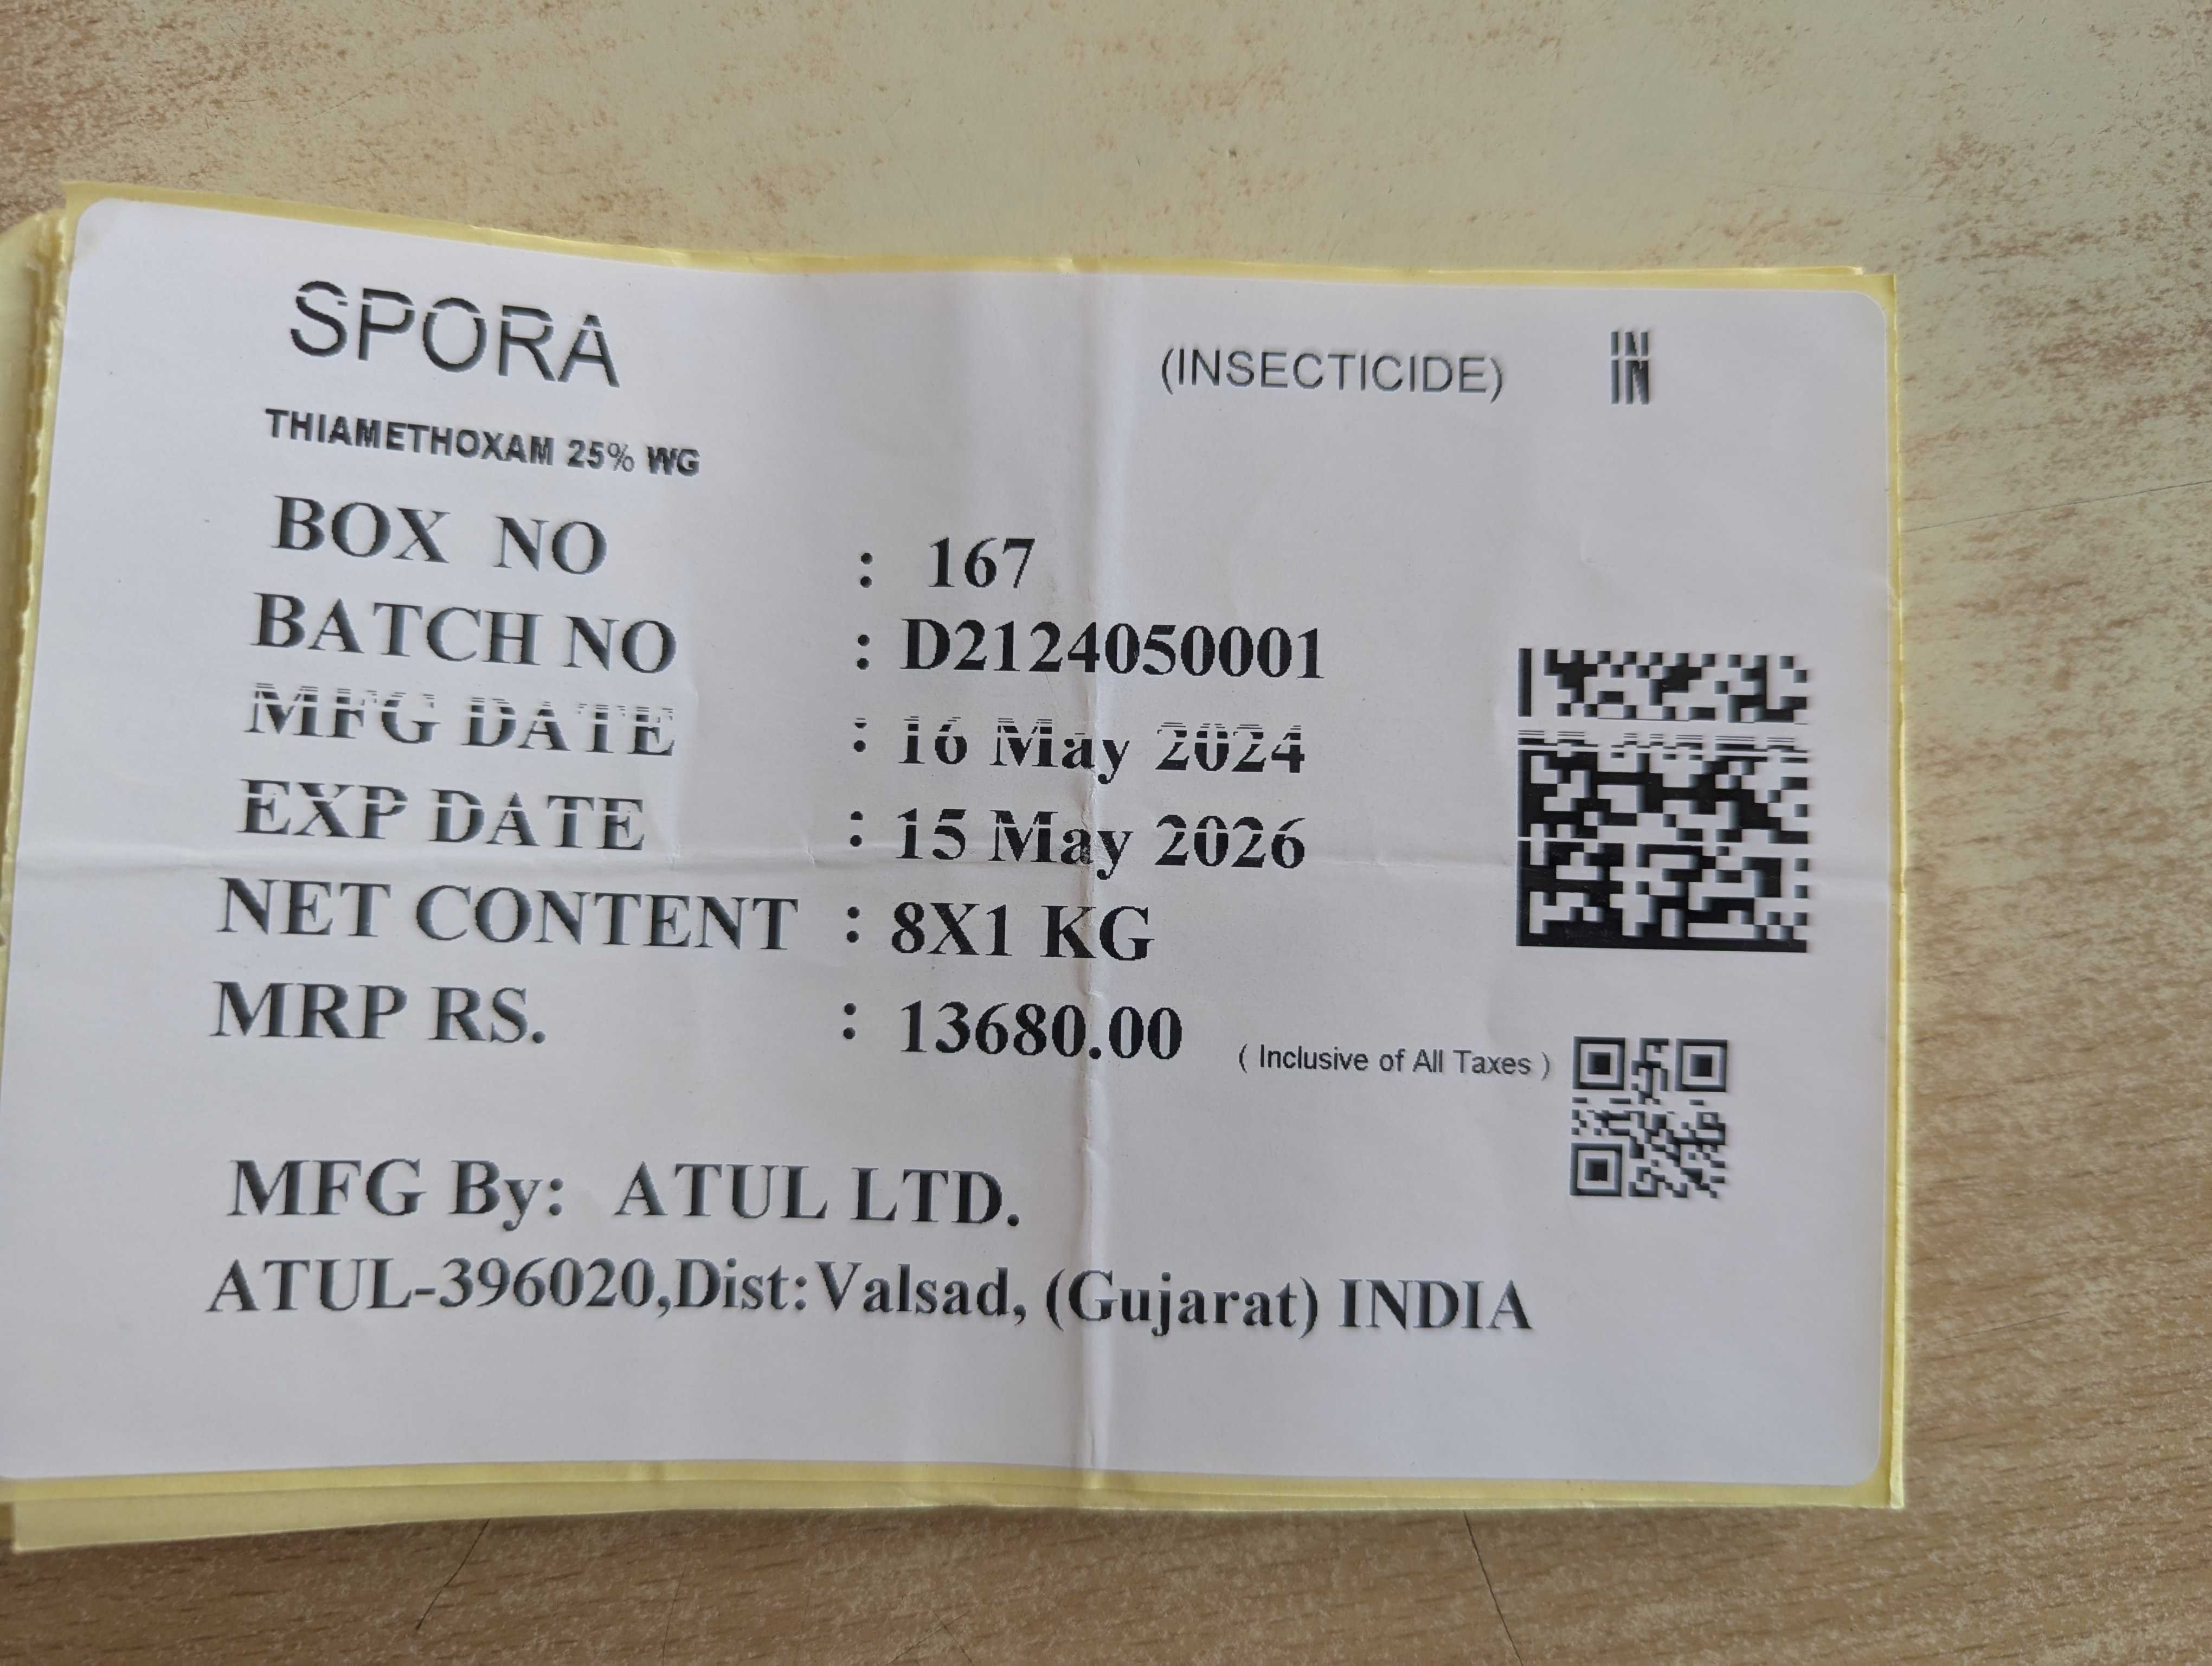 SPORA (INSECTICIDE) IN
THIAMETHOXAM 25% WG
BOX NO : 167
BATCH NO : D2124050001
MFG DATE : 16 May 2024
EXP DATE : 15 May 2026
NET CONTENT : 8X1 KG
MRP RS. : 13680.00 ( Inclusive of All Taxes )
MFG By: ATUL LTD.
ATUL-396020,Dist:Valsad, (Gujarat) INDIA